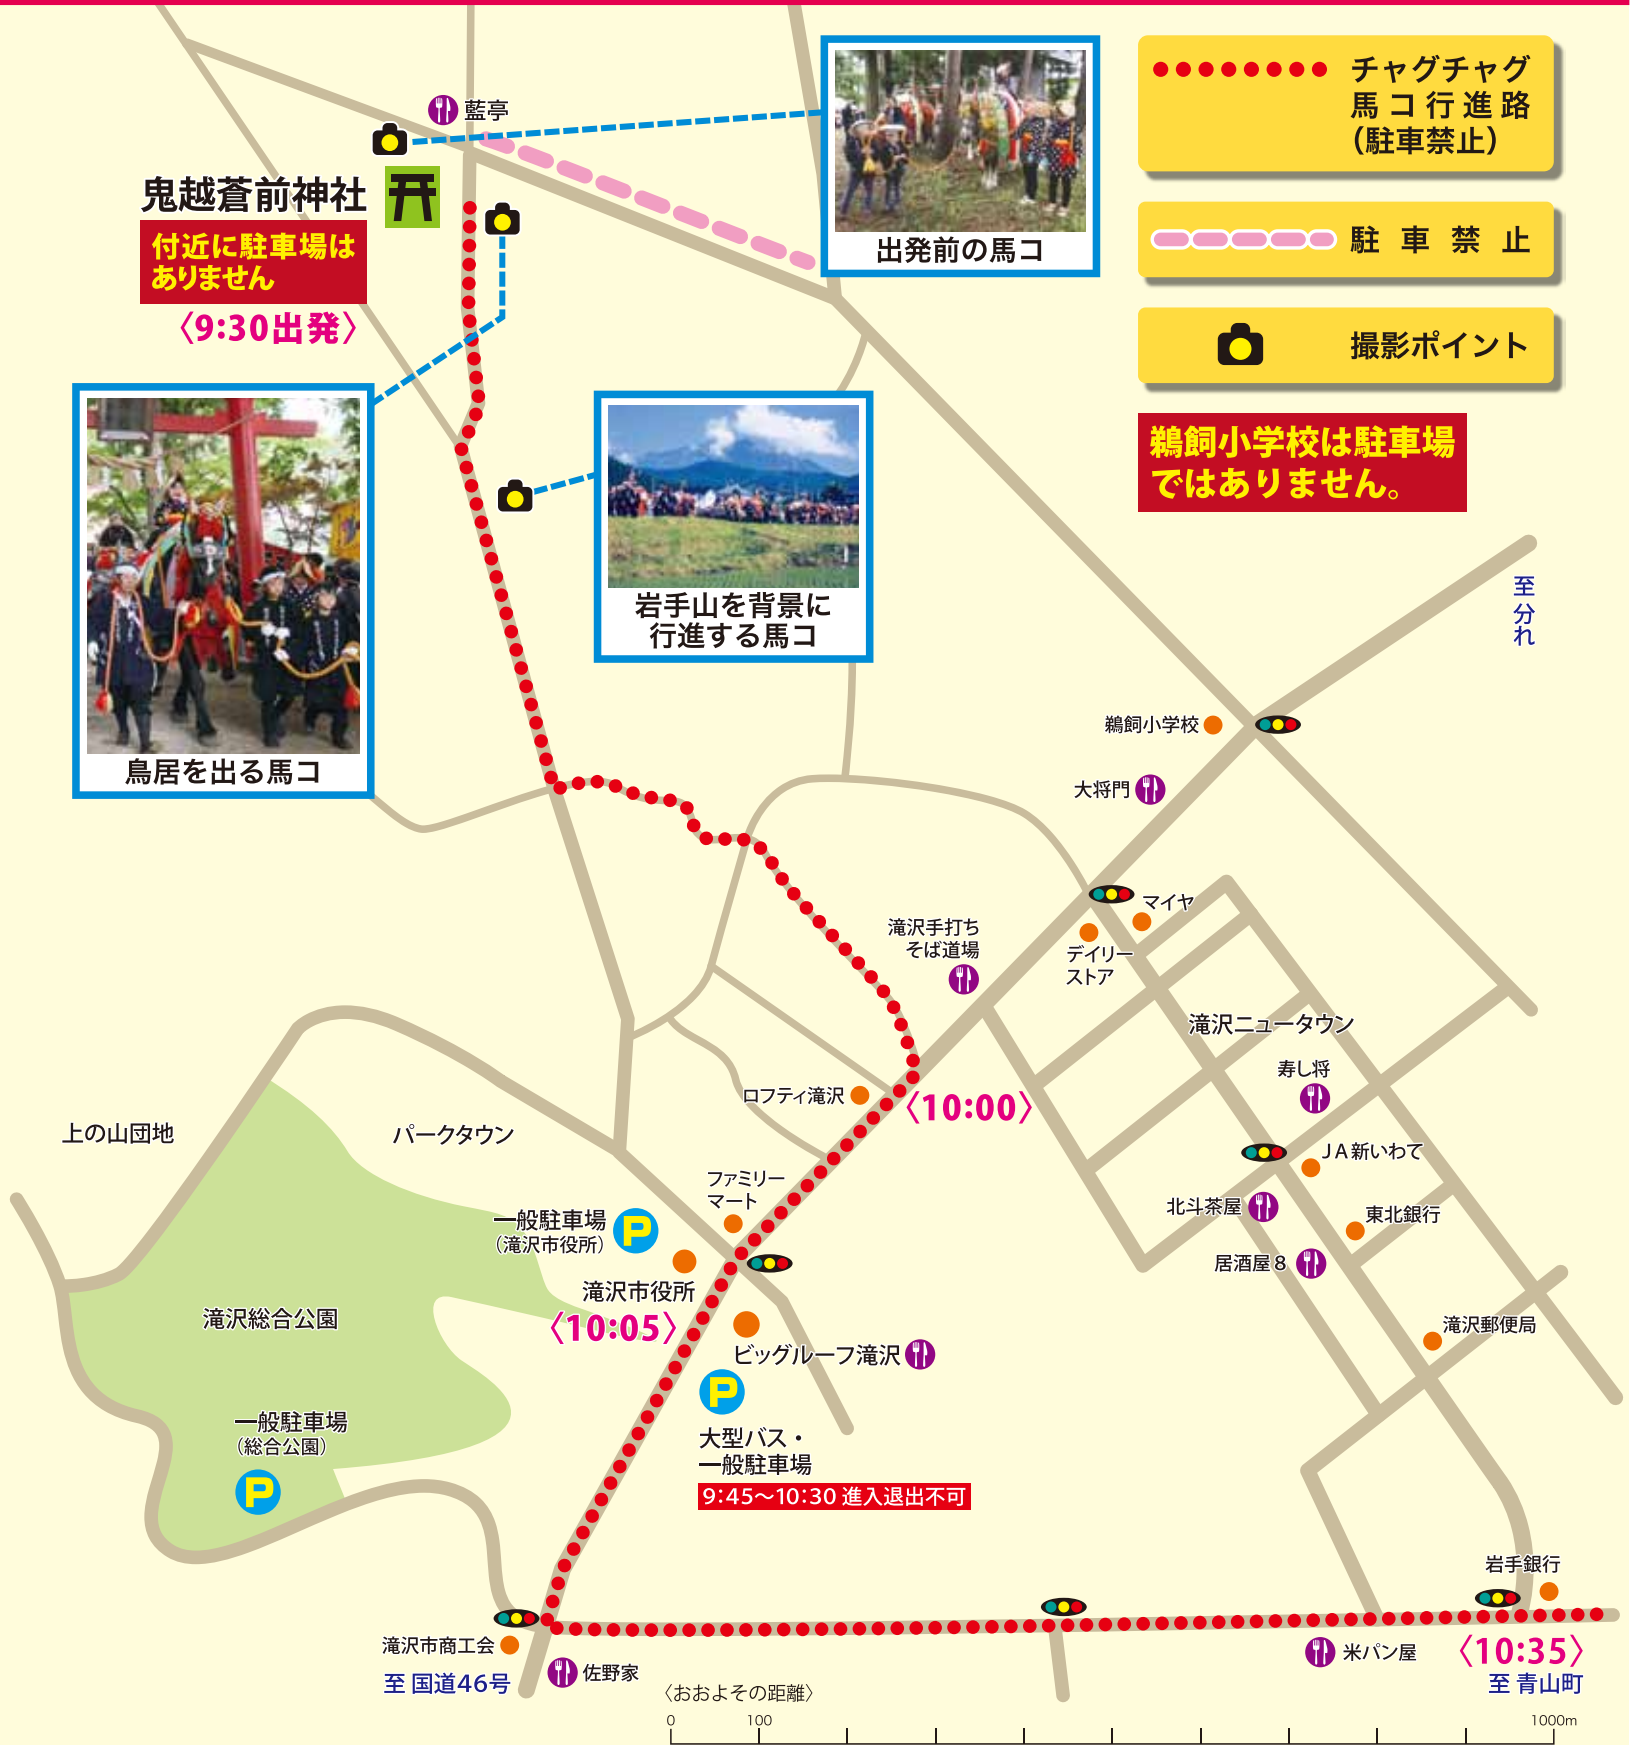 藍亭
鬼越蒼前神社
付近に駐車場は
ありません
〈9:30出発〉
出発前の馬コ
チャグチャグ
馬コ行進路
（駐車禁止）
駐車禁止
撮影ポイント
鵜飼小学校は駐車場
ではありません。
鳥居を出る馬コ
岩手山を背景に
行進する馬コ
至分れ
鵜飼小学校
大将門
マイヤ
デイリー
ストア
滝沢手打ち
そば道場
滝沢ニュータウン
寿し将
ロフティ滝沢
〈10:00〉
上の山団地
パークタウン
JA新いわて
ファミリー
マート
北斗茶屋
東北銀行
一般駐車場
（滝沢市役所）
居酒屋8
滝沢市役所
〈10:05〉
滝沢総合公園
滝沢郵便局
ビッグルーフ滝沢
一般駐車場
（総合公園）
大型バス・
一般駐車場
9:45～10:30 進入退出不可
岩手銀行
滝沢市商工会
至 国道46号
佐野家
米パン屋
〈10:35〉
至 青山町
〈おおよその距離〉
0 100 1000m
P
P
P